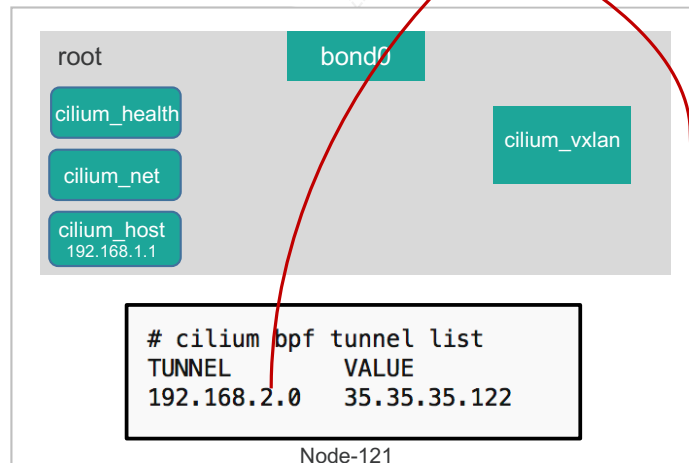 root
bond0
cilium_health
cilium_vxlan
cilium_net
cilium_host
192.168.1.1
# cilium bpf tunnel list
TUNNEL VALUE
192.168.2.0 35.35.35.122
Node-121